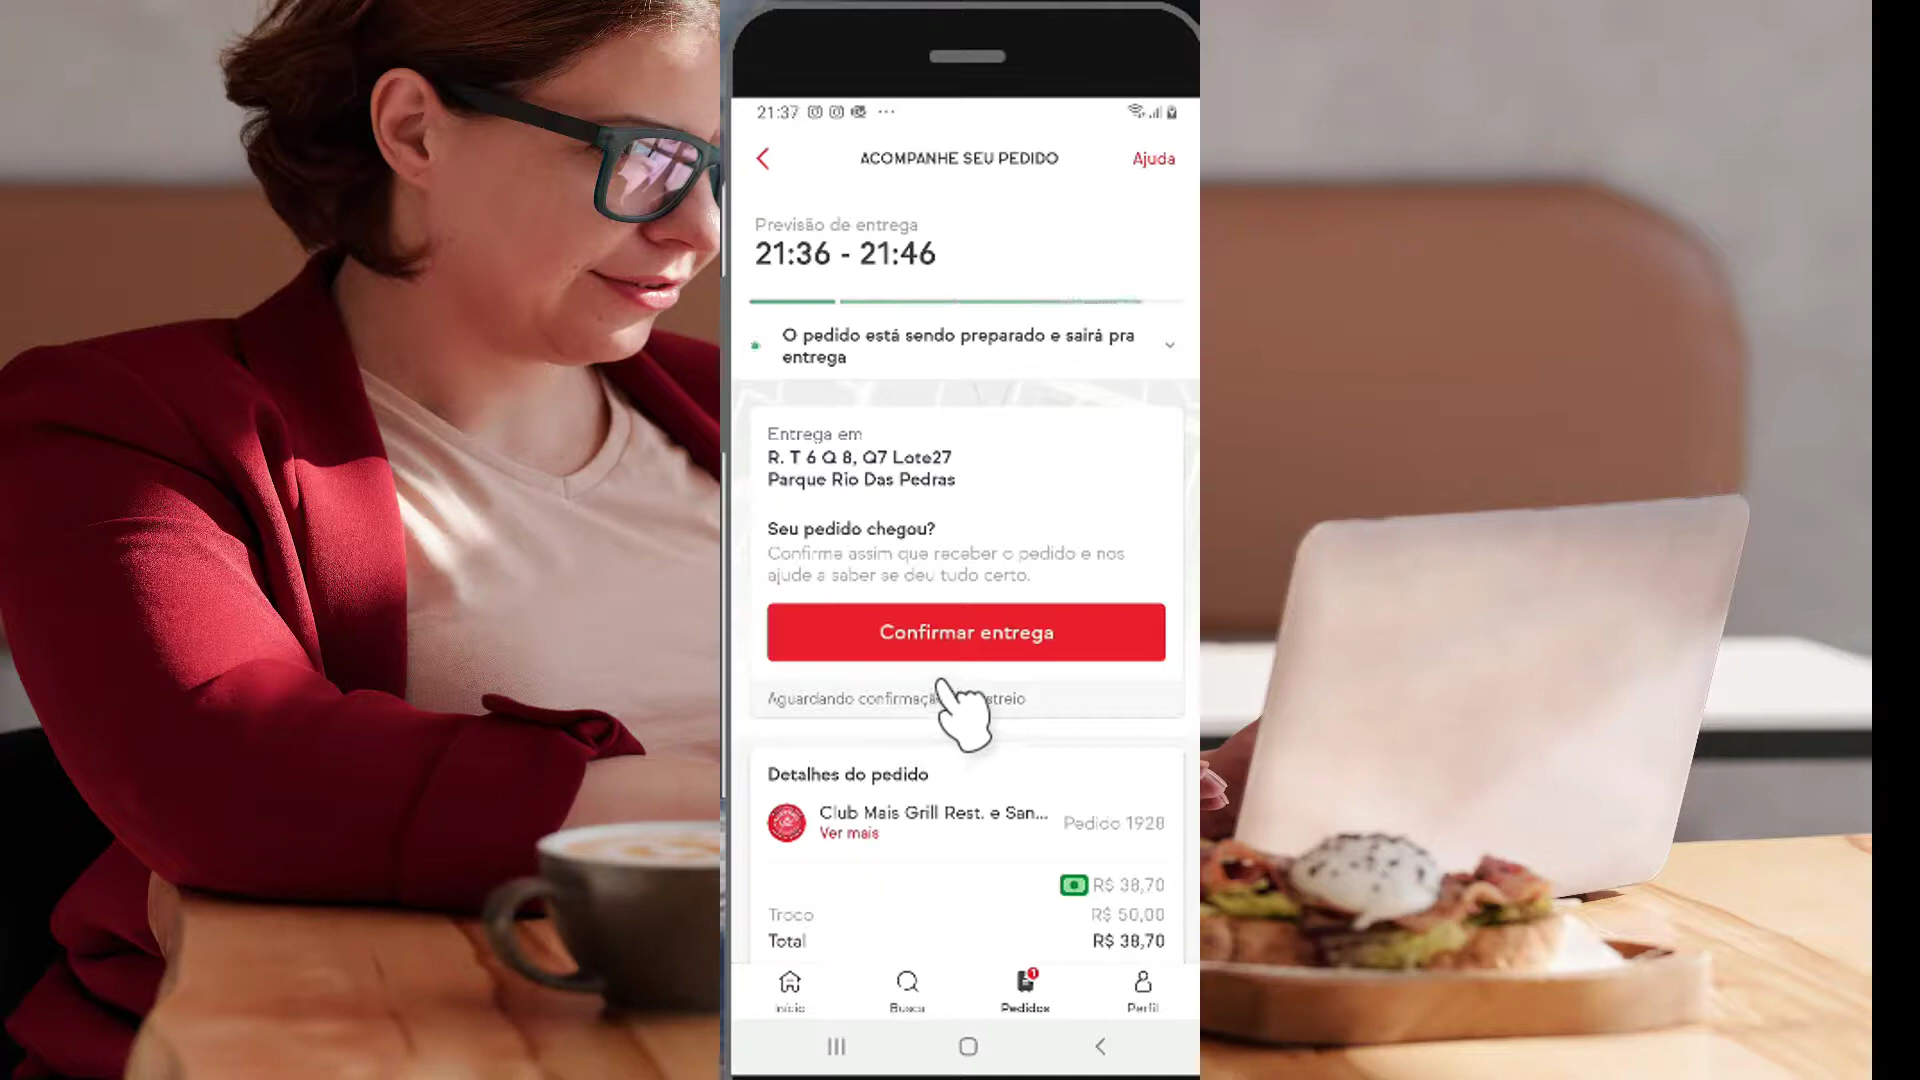 21:37
ACOMPANHE SEU PEDIDO
Ajuda
Previsão de entrega
21:36 - 21:46
O pedido está sendo preparado e sairá pra
entrega
Entrega em
R. T 6 Q 8, Q7 Lote27
Parque Rio Das Pedras
Seu pedido chegou?
Confirme assim que receber o pedido e nos
ajude a saber se deu tudo certo.
Confirmar entrega
Aguardando
Detalhes do pedido
Club Mais Grill Rest. e San...
Pedido 1928
Ver mais
R$ 38,70
Troco R$ 50,00
Total R$ 38,70
1
Início Busca Pedidos Perfil